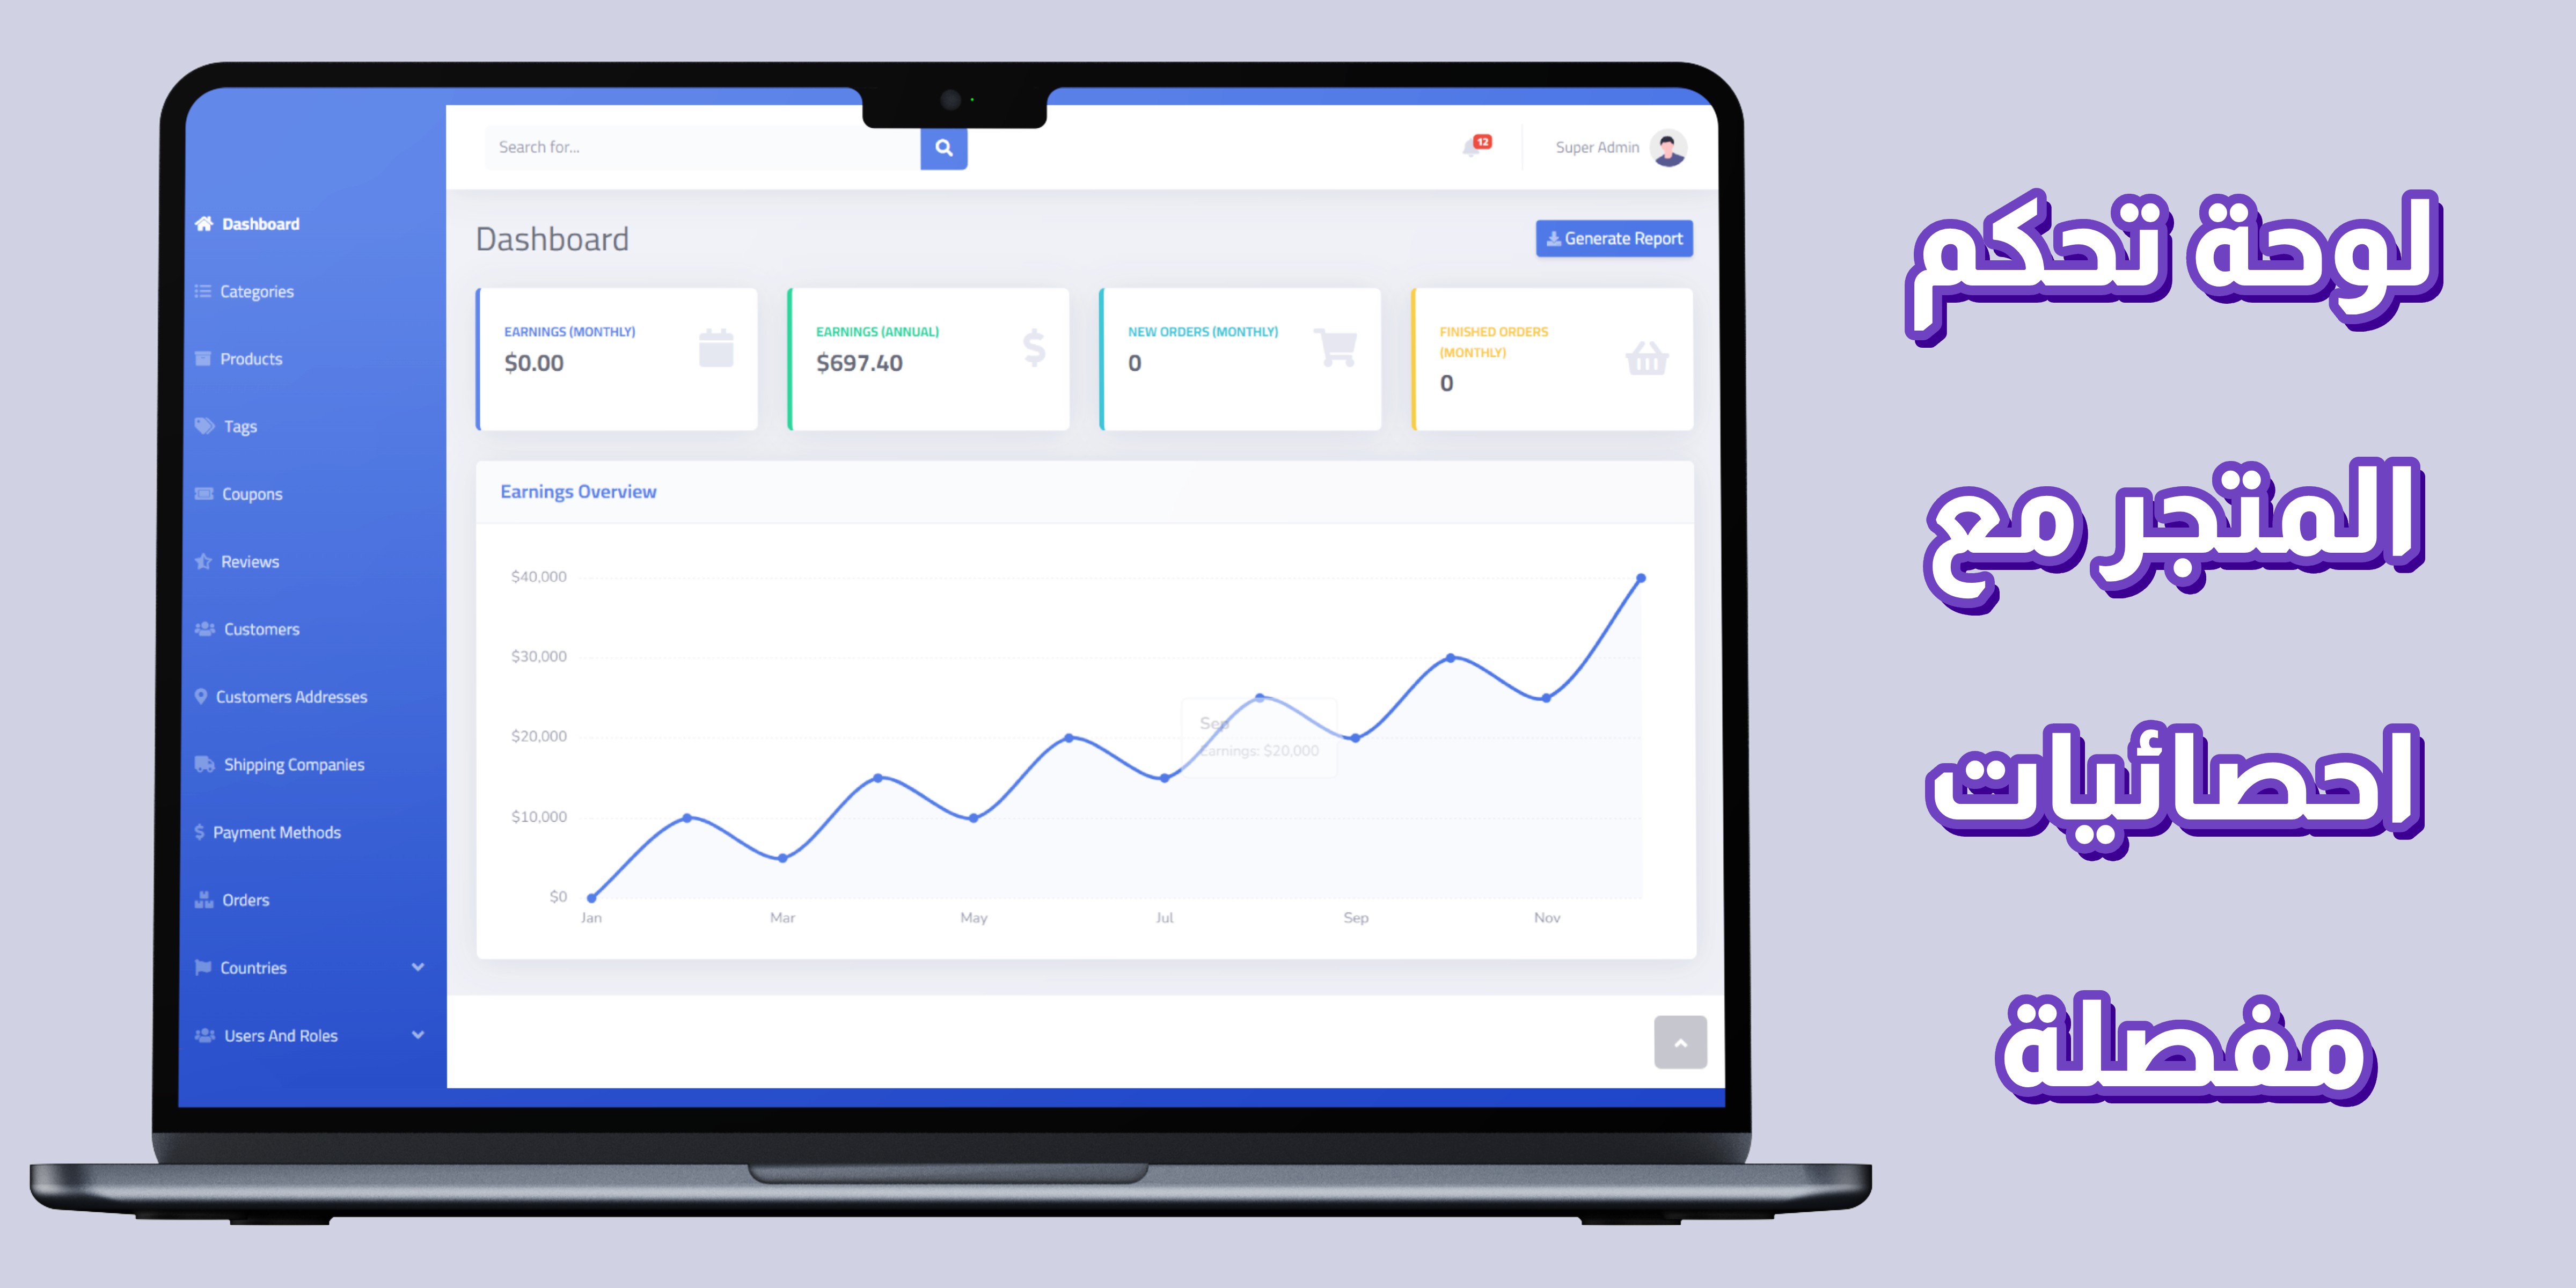 Search for...
12
Super Admin
Dashboard
Categories
Products
Tags
Coupons
Reviews
Customers
Customers Addresses
Shipping Companies
Payment Methods
Orders
Countries
Users And Roles
Dashboard
Generate Report
EARNINGS (MONTHLY)
$0.00
EARNINGS (ANNUAL)
$697.40
NEW ORDERS (MONTHLY)
0
FINISHED ORDERS
(MONTHLY)
0
Earnings Overview
$40,000
$30,000
$20,000
$10,000
$0
Sep
Earnings: $20,000
Jan Mar May Jul Sep Nov
لوحة تحكم
المتجر مع
احصائيات
مفصلة